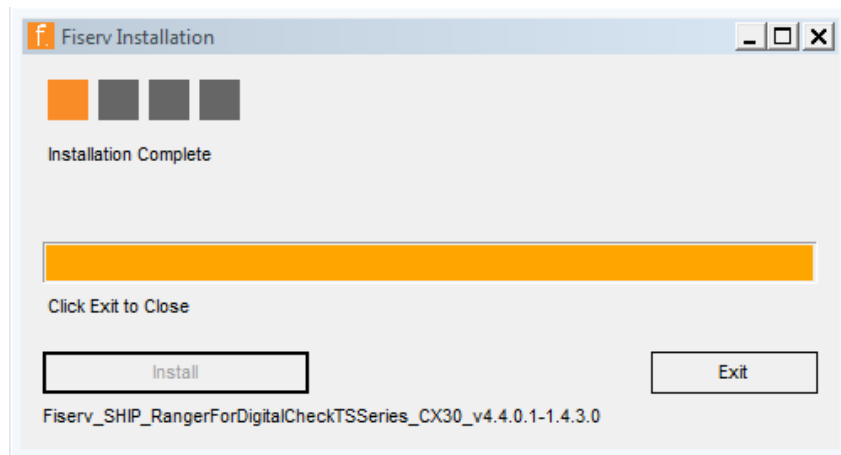 f. Fiserv Installation
Installation Complete
Click Exit to Close
Install
Exit
Fiserv_SHIP_RangerForDigitalCheckTSSeries_CX30_v4.4.0.1-1.4.3.0